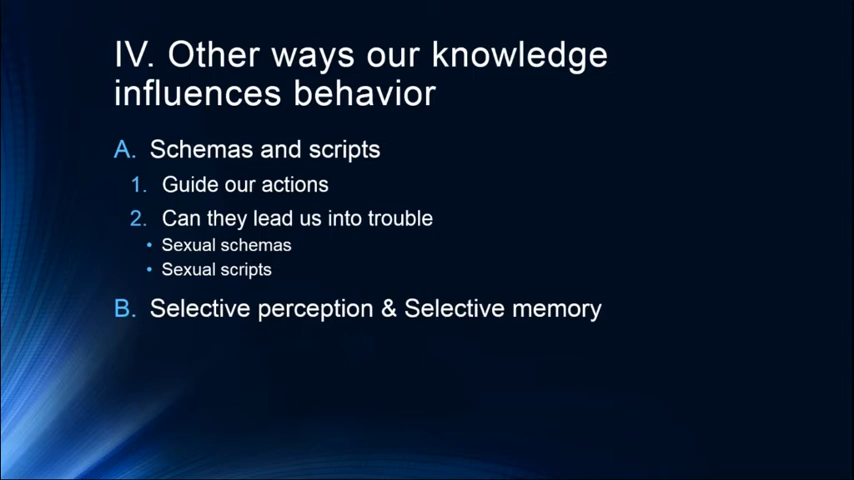 IV. Other ways our knowledge
influences behavior
A. Schemas and scripts
1. Guide our actions
2. Can they lead us into trouble
• Sexual schemas
• Sexual scripts
B. Selective perception & Selective memory